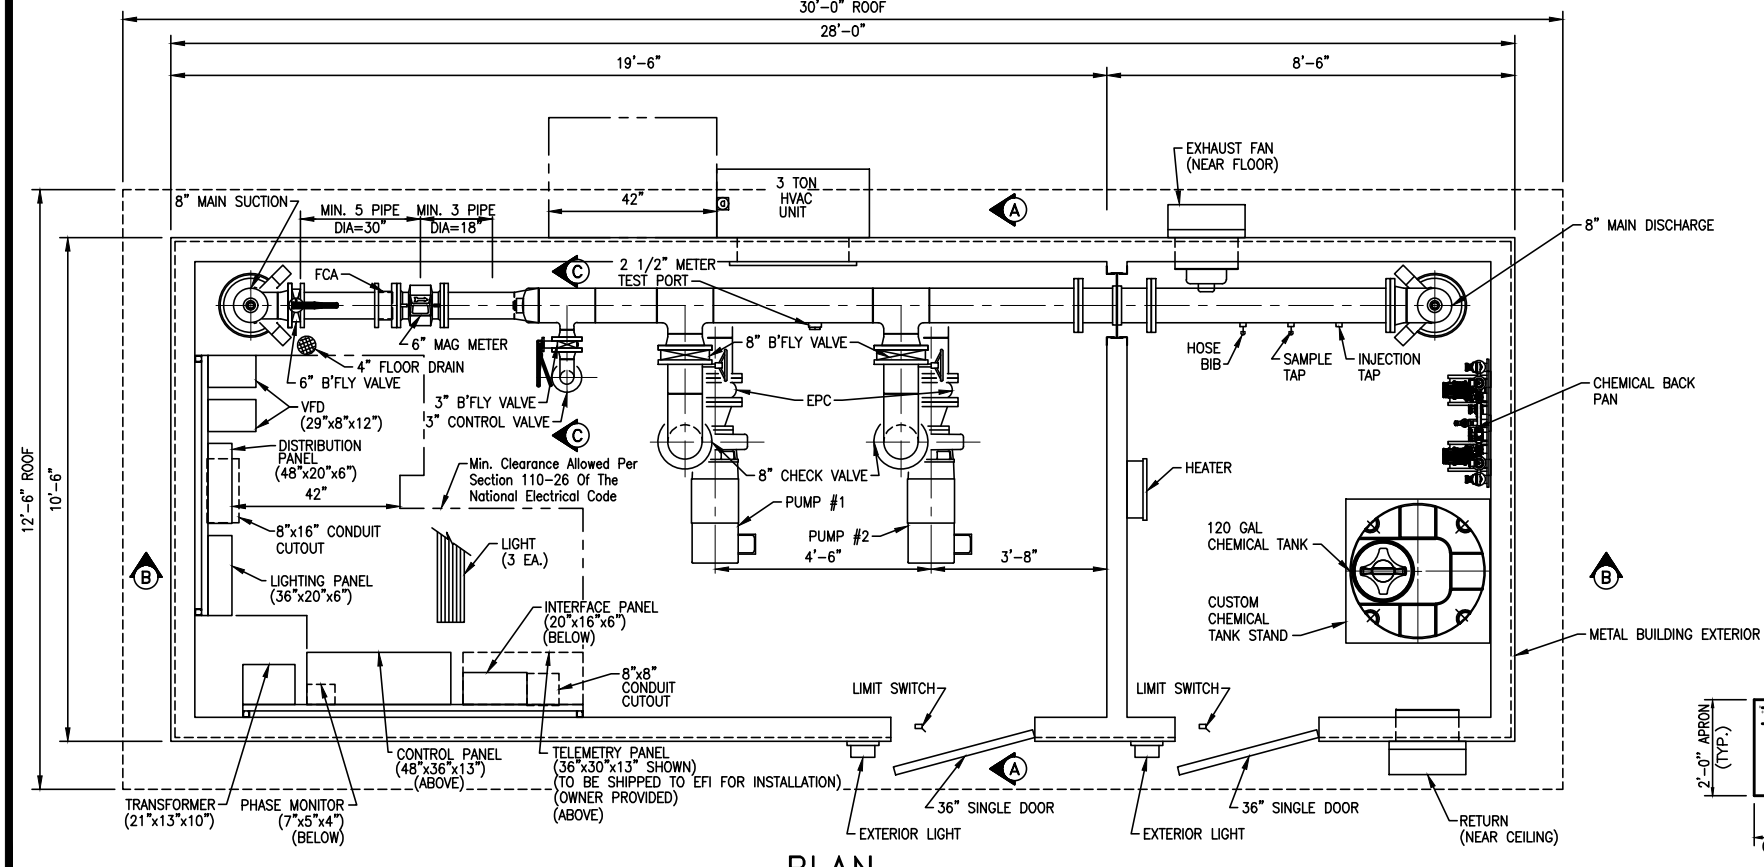 30'-0" ROOF
28'-0"
19'-6"
8'-6"
EXHAUST FAN
(NEAR FLOOR)
3 TON
HVAC
UNIT
42"
A
8" MAIN SUCTION
MIN. 5 PIPE
DIA=30"
MIN. 3 PIPE
DIA=18"
8" MAIN DISCHARGE
FCA
C
2 1/2" METER
TEST PORT
6" MAG METER
4" FLOOR DRAIN
6" B'FLY VALVE
8" B'FLY VALVE
HOSE
BIB
SAMPLE
TAP
INJECTION
TAP
CHEMICAL BACK
PAN
VFD
(29"x8"x12")
3" B'FLY VALVE
3" CONTROL VALVE
EPC
C
DISTRIBUTION
PANEL
(48"x20"x6")
42"
Min. Clearance Allowed Per
Section 110-26 Of The
National Electrical Code
8" CHECK VALVE
HEATER
12'-6" ROOF
10'-6"
PUMP #1
PUMP #2
4'-6"
3'-8"
8"x16" CONDUIT
CUTOUT
LIGHT
(3 EA.)
120 GAL
CHEMICAL TANK
B
B
LIGHTING PANEL
(36"x20"x6")
INTERFACE PANEL
(20"x16"x6")
(BELOW)
CUSTOM
CHEMICAL
TANK STAND
METAL BUILDING EXTERIOR
8"x8"
CONDUIT
CUTOUT
LIMIT SWITCH
LIMIT SWITCH
2'-0" APRON
(TYP.)
CONTROL PANEL
(48"x36"x13")
(ABOVE)
TELEMETRY PANEL
(36"x30"x13" SHOWN)
(TO BE SHIPPED TO EFI FOR INSTALLATION)
(OWNER PROVIDED)
(ABOVE)
A
TRANSFORMER
(21"x13"x10")
PHASE MONITOR
(7"x5"x4")
(BELOW)
36" SINGLE DOOR
36" SINGLE DOOR
EXTERIOR LIGHT
EXTERIOR LIGHT
RETURN
(NEAR CEILING)
PLAN